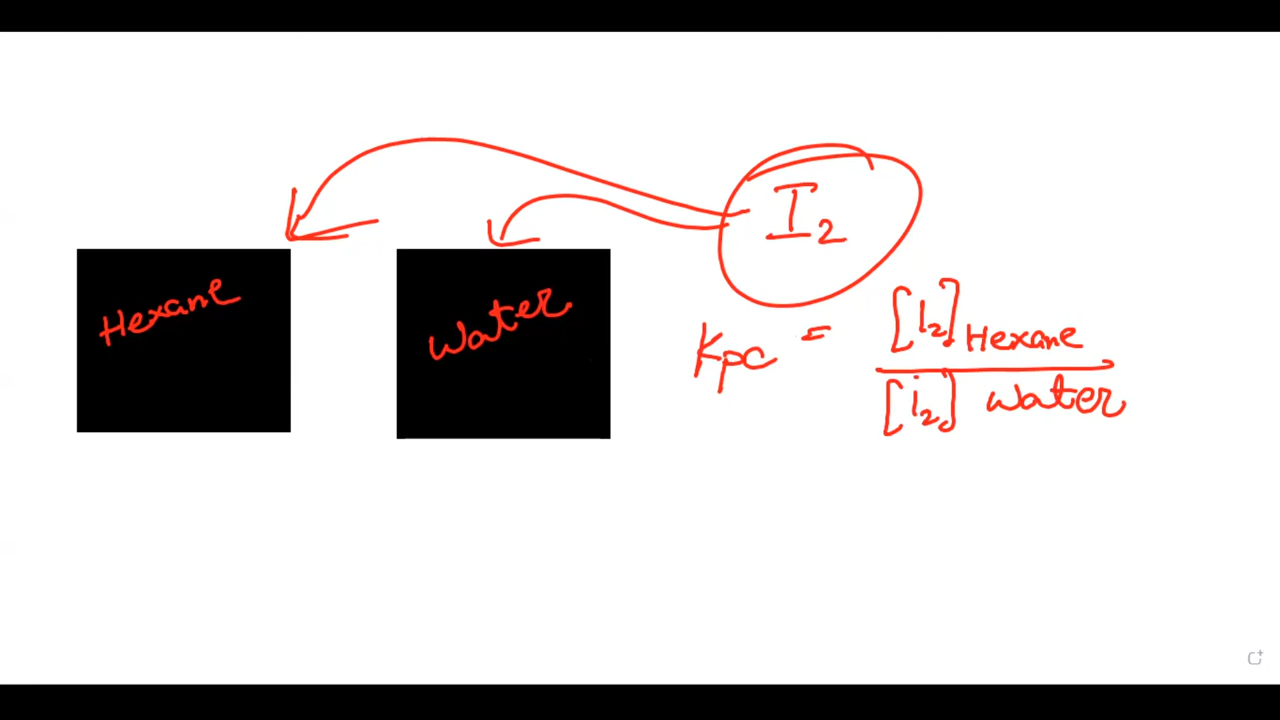 Hexane
Water
I2
Kpc = [I2]Hexane
[i2] water